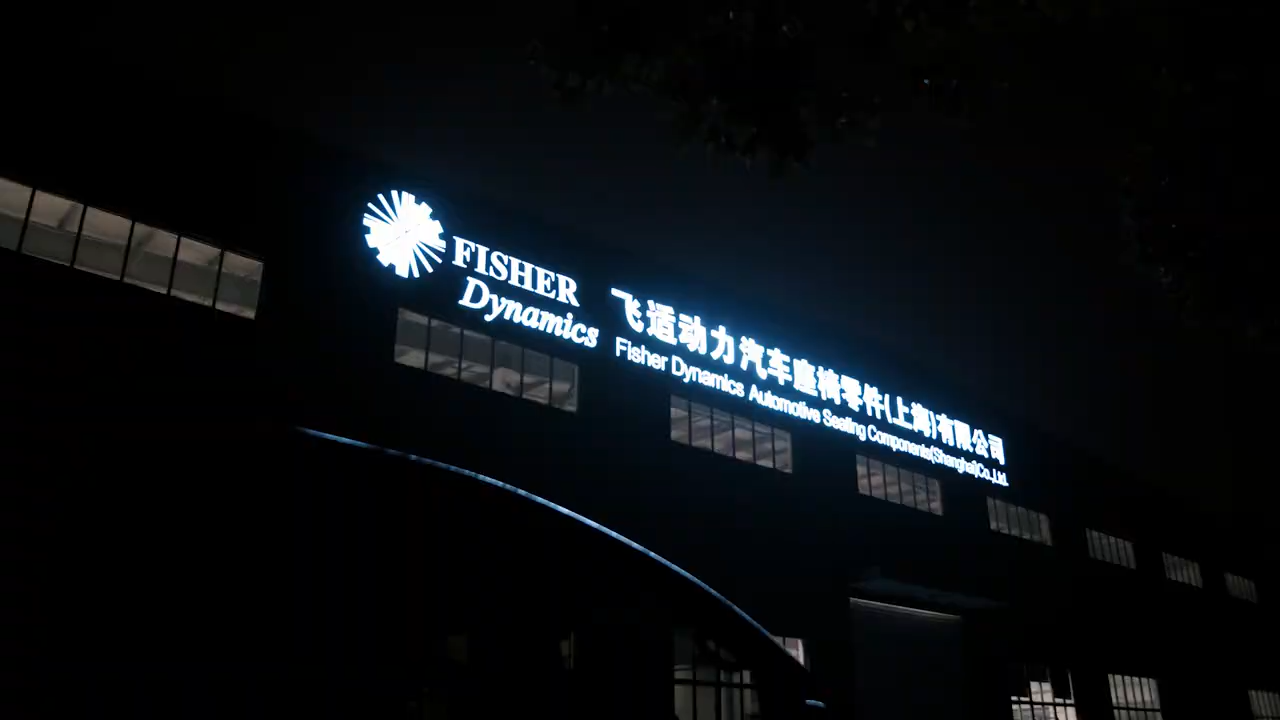 FISHER
Dynamics
飞适动力汽车座椅零件(上海)有限公司
Fisher Dynamics Automotive Seating Components(Shanghai)Co.,Ltd.